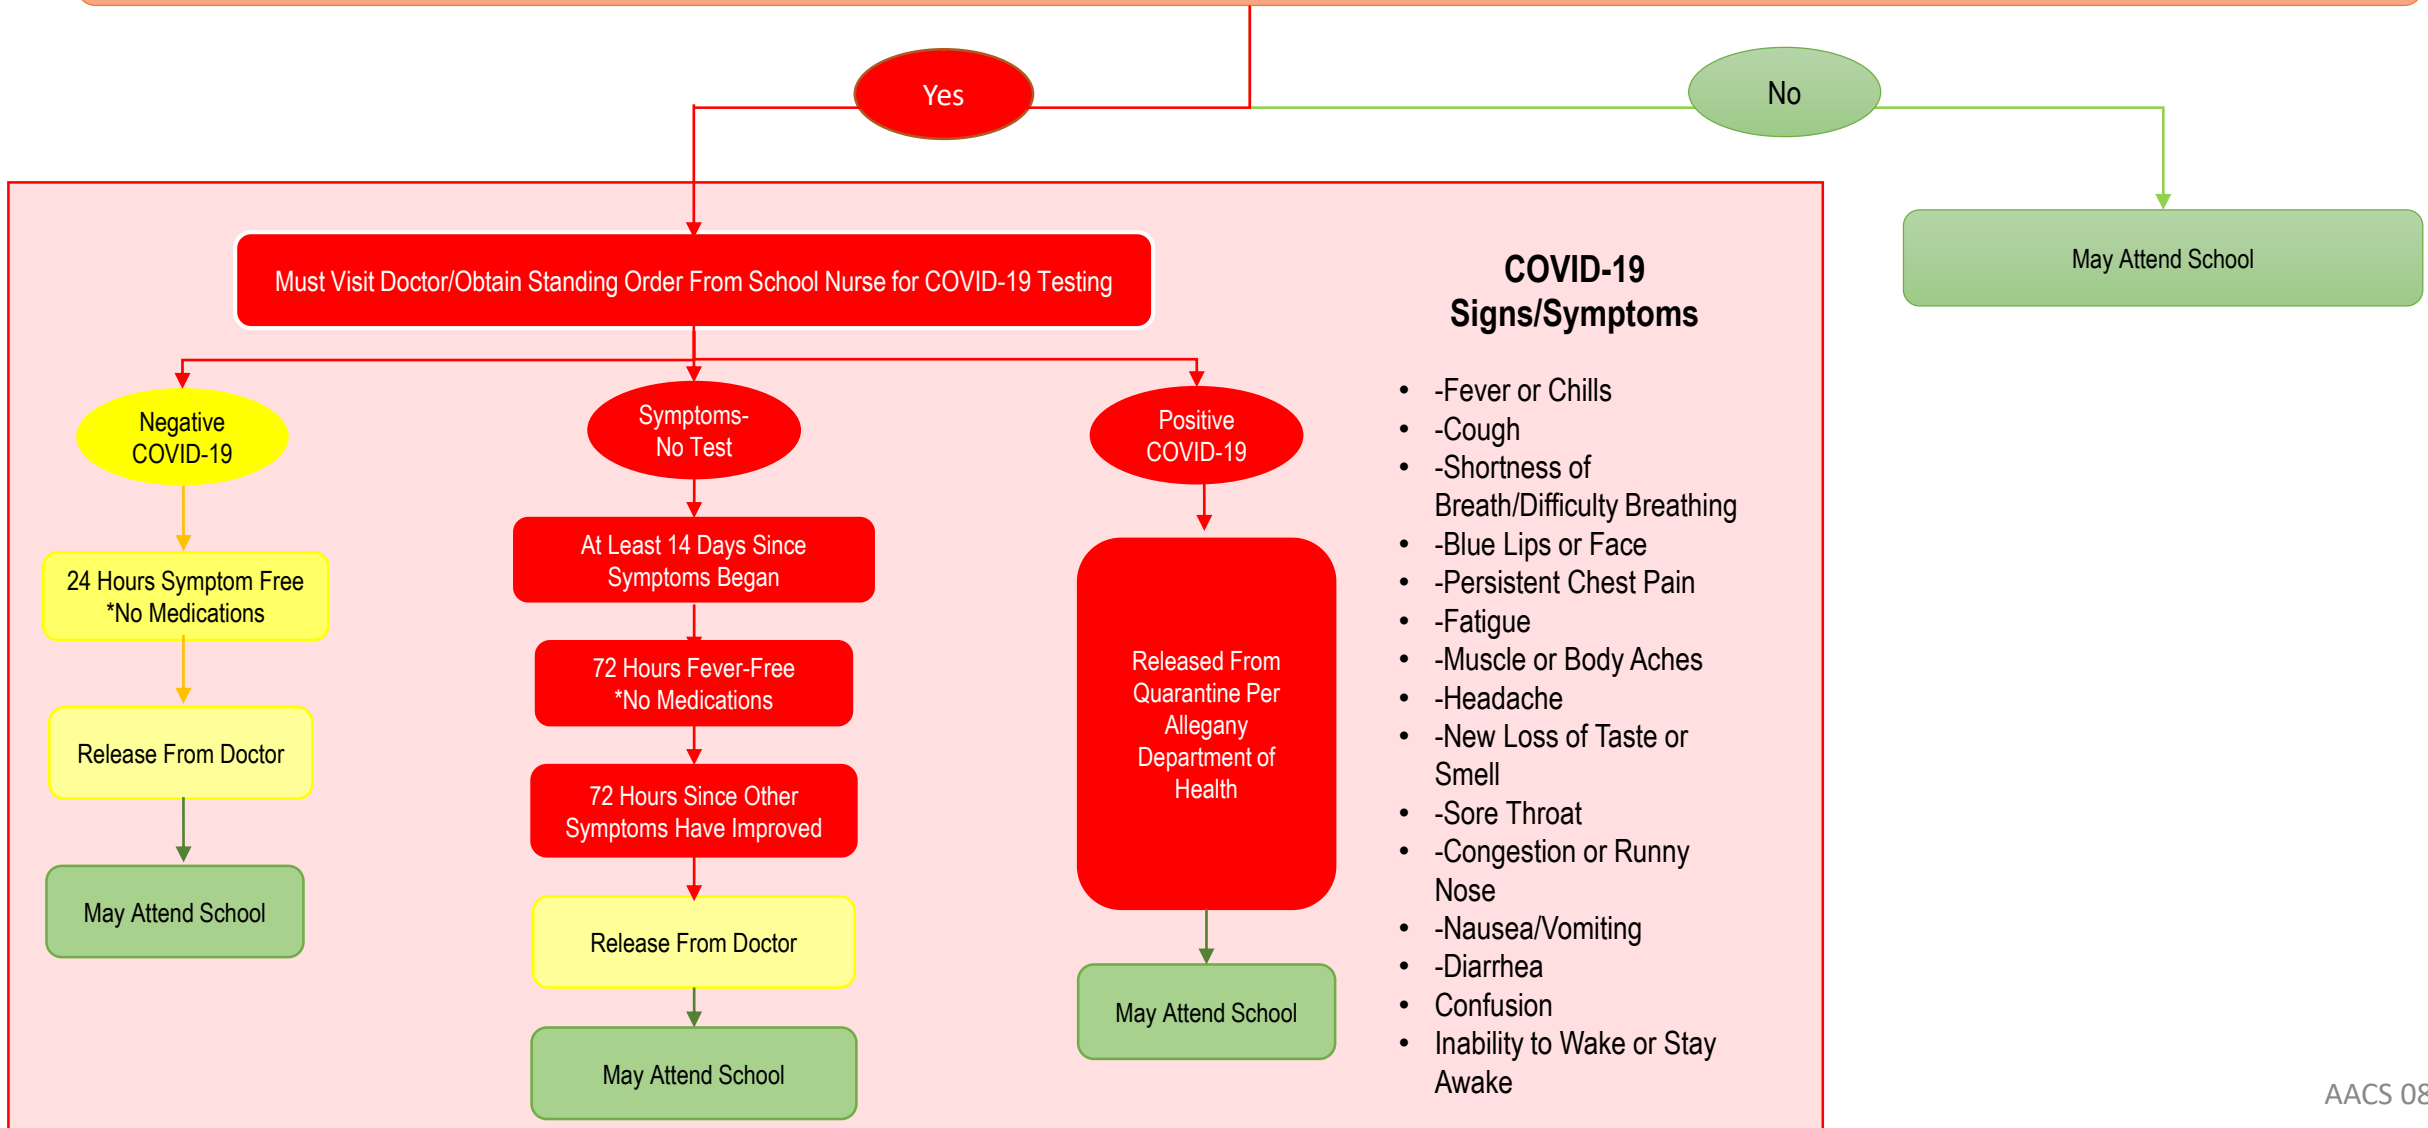 Yes
No
Must Visit Doctor/Obtain Standing Order From School Nurse for COVID-19 Testing
May Attend School
Negative
COVID-19
24 Hours Symptom Free
*No Medications
Release From Doctor
May Attend School
Symptoms-
No Test
At Least 14 Days Since
Symptoms Began
72 Hours Fever-Free
*No Medications
72 Hours Since Other
Symptoms Have Improved
Release From Doctor
May Attend School
Positive
COVID-19
Released From
Quarantine Per
Allegany
Department of
Health
May Attend School
COVID-19
Signs/Symptoms
• -Fever or Chills
• -Cough
• -Shortness of
Breath/Difficulty Breathing
• -Blue Lips or Face
• -Persistent Chest Pain
• -Fatigue
• -Muscle or Body Aches
• -Headache
• -New Loss of Taste or
Smell
• -Sore Throat
• -Congestion or Runny
Nose
• -Nausea/Vomiting
• -Diarrhea
• Confusion
• Inability to Wake or Stay
Awake
AACS 08